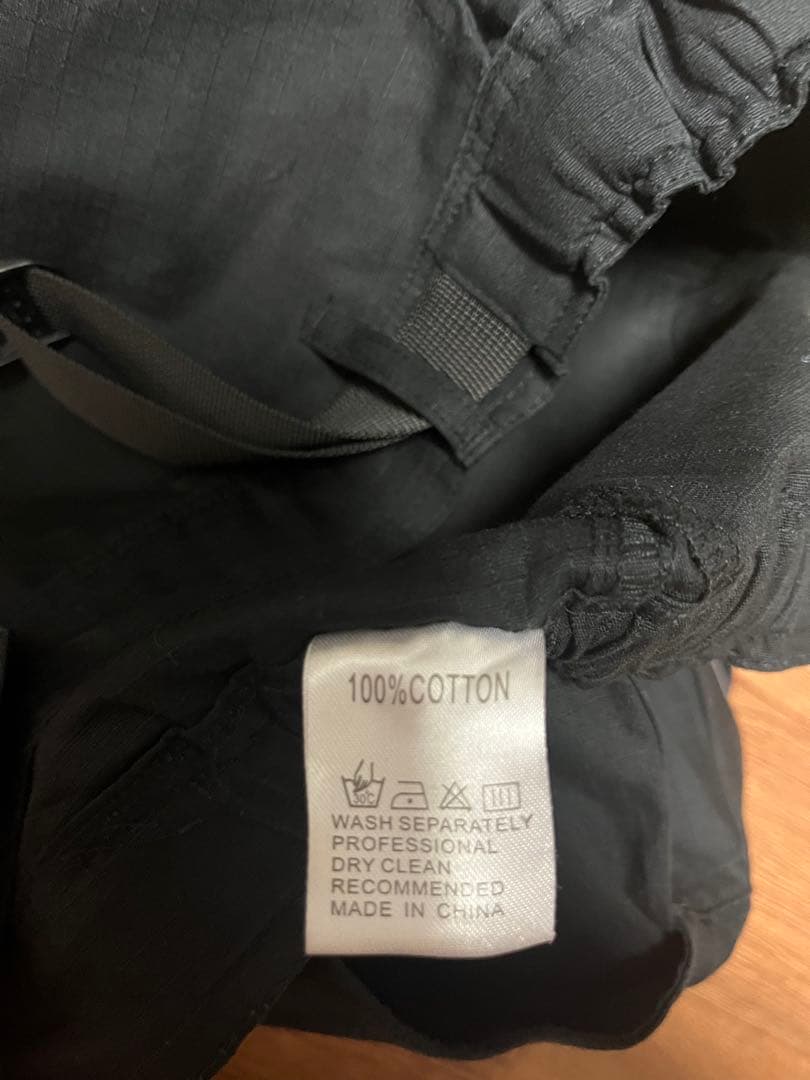 100%COTTON
30°C
WASH SEPARATELY
PROFESSIONAL
DRY CLEAN
RECOMMENDED
MADE IN CHINA